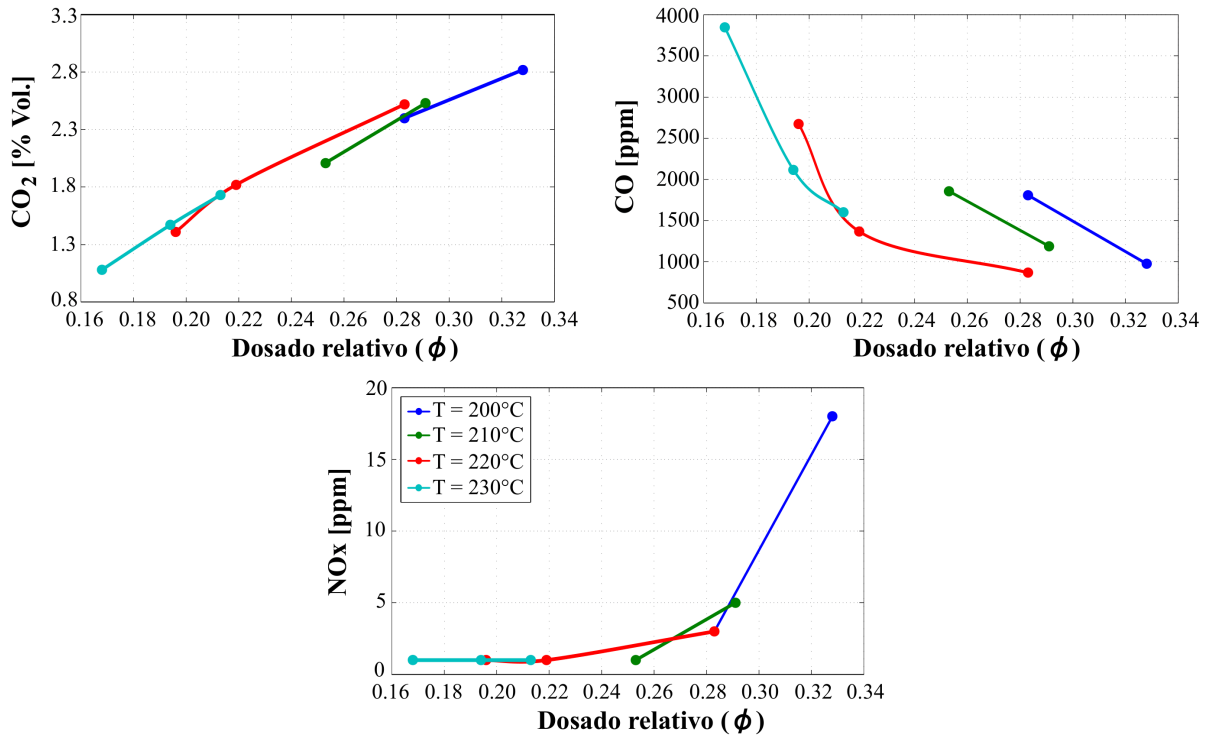 3.3
2.8
2.3
1.8
1.3
0.8
CO2 [% Vol.]
0.16 0.18 0.20 0.22 0.24 0.26 0.28 0.30 0.32 0.34
Dosado relativo (ϕ)
4000
3500
3000
2500
2000
1500
1000
500
CO [ppm]
0.16 0.18 0.20 0.22 0.24 0.26 0.28 0.30 0.32 0.34
Dosado relativo (ϕ)
20
15
10
5
0
NOx [ppm]
T = 200°C
T = 210°C
T = 220°C
T = 230°C
0.16 0.18 0.20 0.22 0.24 0.26 0.28 0.30 0.32 0.34
Dosado relativo (ϕ)